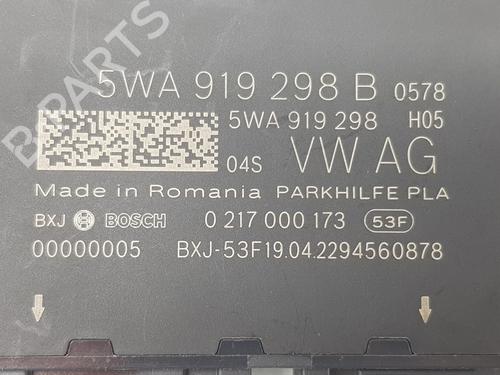 B-PARTS
5WA 919 298 B 0578
5WA 919 298 H05
04S VW AG
Made in Romania PARKHILFE PLA
BXJ BOSCH 0 217 000 173 53F
00000005 BXJ-53F19.04.2294560878